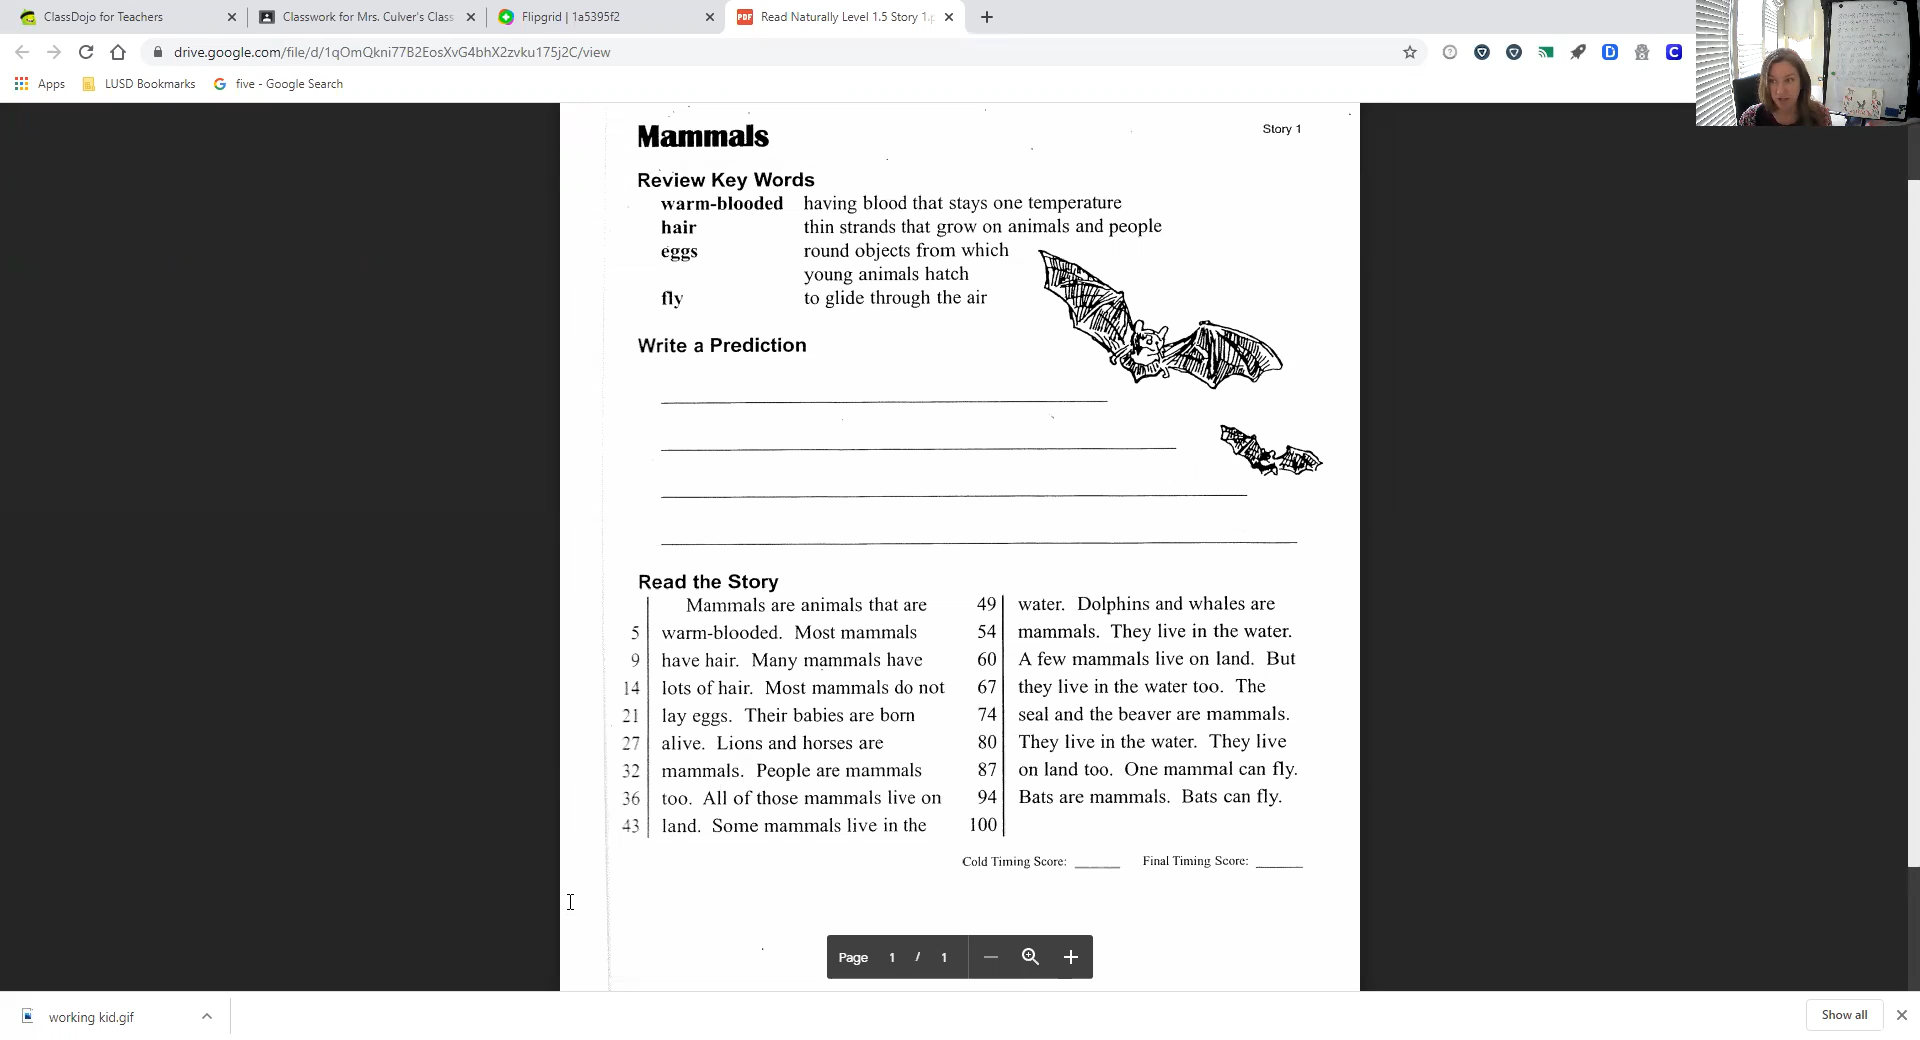 ClassDojo for Teachers
Classwork for Mrs. Culver's Class
Flipgrid | 1a5395f2
PDF
Read Naturally Level 1.5 Story 1.
drive.google.com/file/d/1qOmQkni77B2EosXvG4bhX2zvku175j2C/view
Apps
LUSD Bookmarks
five - Google Search
Mammals
Story 1
Review Key Words
warm-blooded having blood that stays one temperature
hair thin strands that grow on animals and people
eggs round objects from which
young animals hatch
fly to glide through the air
Write a Prediction
Read the Story
Mammals are animals that are
5 warm-blooded. Most mammals
9 have hair. Many mammals have
14 lots of hair. Most mammals do not
21 lay eggs. Their babies are born
27 alive. Lions and horses are
32 mammals. People are mammals
36 too. All of those mammals live on
43 land. Some mammals live in the
49 water. Dolphins and whales are
54 mammals. They live in the water.
60 A few mammals live on land. But
67 they live in the water too. The
74 seal and the beaver are mammals.
80 They live in the water. They live
87 on land too. One mammal can fly.
94 Bats are mammals. Bats can fly.
100
Cold Timing Score: Final Timing Score:
Page 1 / 1
working kid.gif
Show all